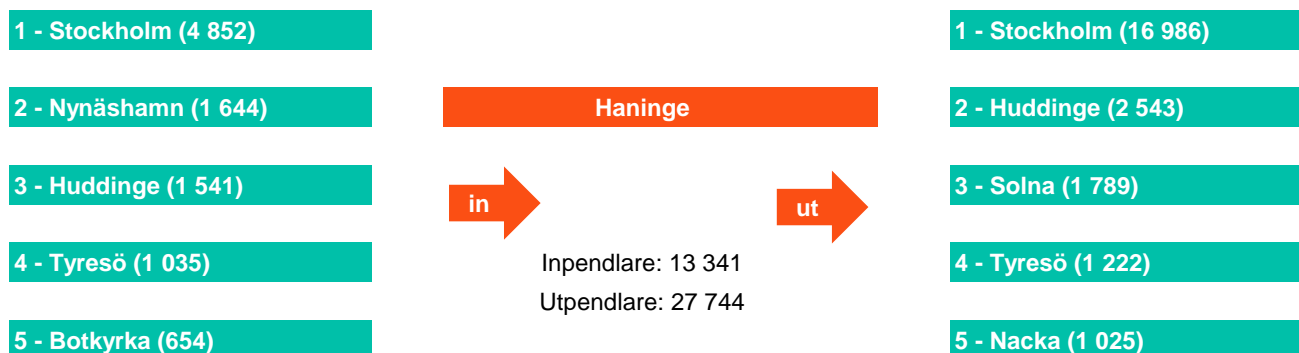 1 - Stockholm (4 852)
2 - Nynäshamn (1 644)
3 - Huddinge (1 541)
4 - Tyresö (1 035)
5 - Botkyrka (654)
Haninge
in
ut
Inpendlare: 13 341
Utpendlare: 27 744
1 - Stockholm (16 986)
2 - Huddinge (2 543)
3 - Solna (1 789)
4 - Tyresö (1 222)
5 - Nacka (1 025)